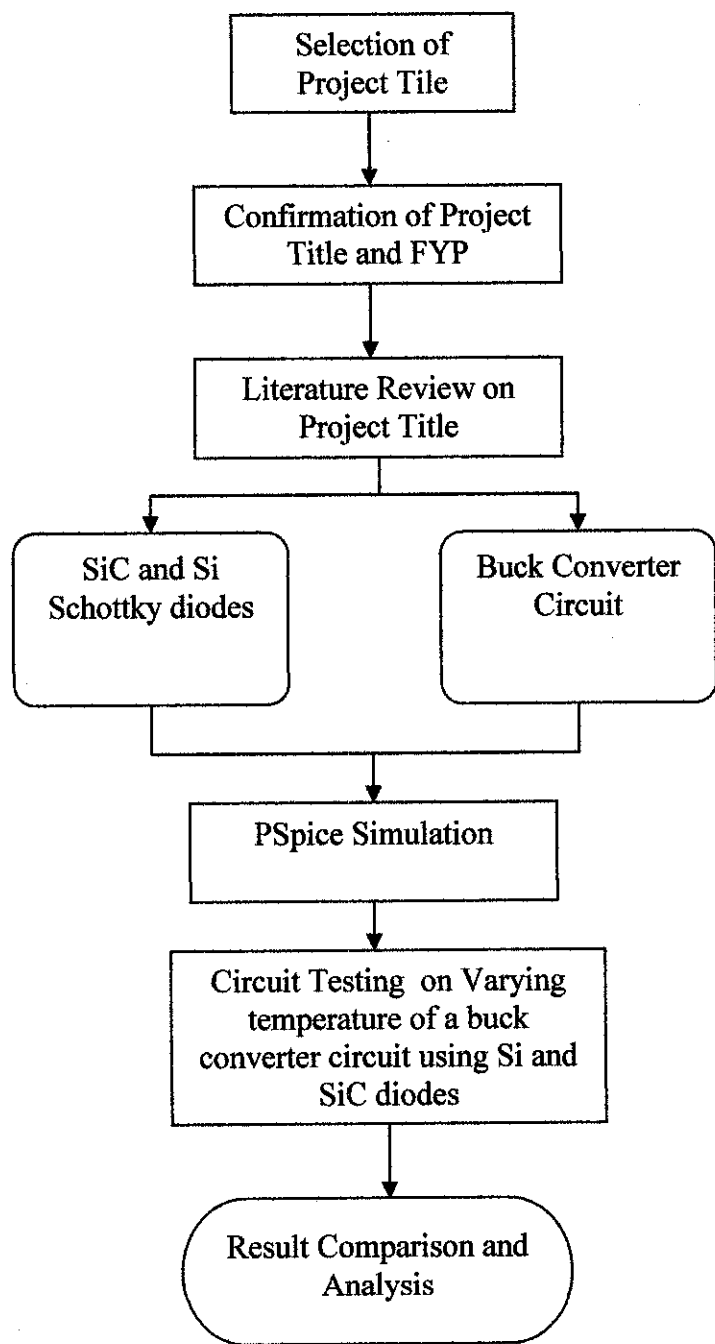 Selection of
Project Tile
Confirmation of Project
Title and FYP
Literature Review on
Project Title
SiC and Si
Schottky diodes
Buck Converter
Circuit
PSpice Simulation
Circuit Testing on Varying
temperature of a buck
converter circuit using Si and
SiC diodes
Result Comparison and
Analysis